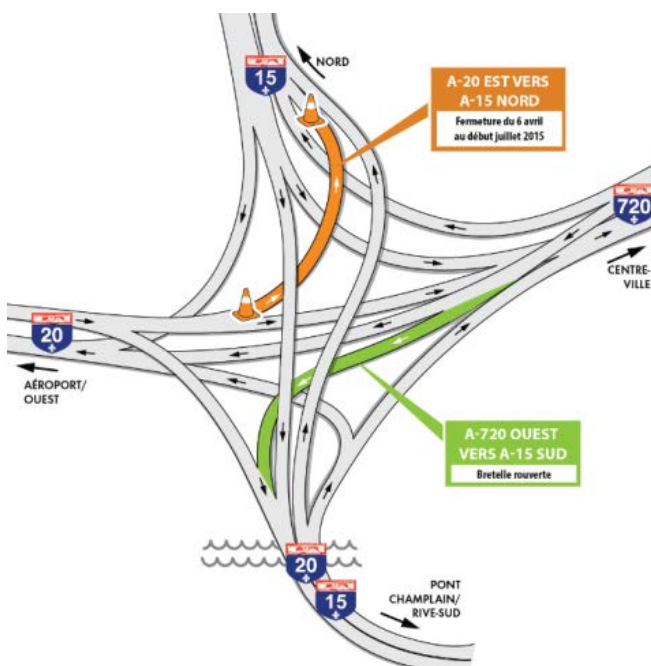 NORD
15
A-20 EST VERS
A-15 NORD
Fermeture du 6 avril
au début juillet 2015
720
CENTRE-
VILLE
20
AÉROPORT/
OUEST
A-720 OUEST
VERS A-15 SUD
Bretelle rouverte
20
15
PONT
CHAMPLAIN/
RIVE-SUD